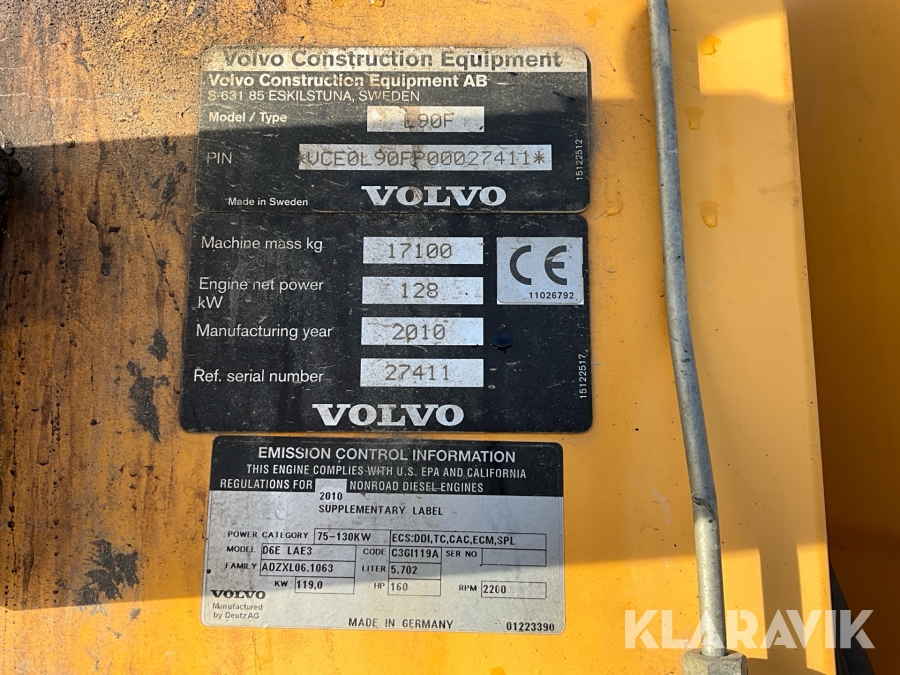 Volvo Construction Equipment
Volvo Construction Equipment AB
S-631 85 ESKILSTUNA, SWEDEN
Model / Type L90F
PIN *VCE0L90FP00027411*
Made in Sweden VOLVO
15122512
Machine mass kg 17100
Engine net power kW 128
CE
11026792
Manufacturing year 2010
Ref. serial number 27411
VOLVO
15122517
EMISSION CONTROL INFORMATION
THIS ENGINE COMPLIES WITH U.S. EPA AND CALIFORNIA
REGULATIONS FOR 2010 NONROAD DIESEL ENGINES
SUPPLEMENTARY LABEL
POWER CATEGORY 75-130KW ECS:DDI,TC,CAC,ECM,SPL
MODEL D6E LAE3 CODE C3GI119A SER NO
FAMILY ADZXL06.1063 LITER 5.702
KW 119,0 HP 160 RPM 2200
VOLVO
Manufactured
by Deutz AG
MADE IN GERMANY 01223390
KLARAVIK